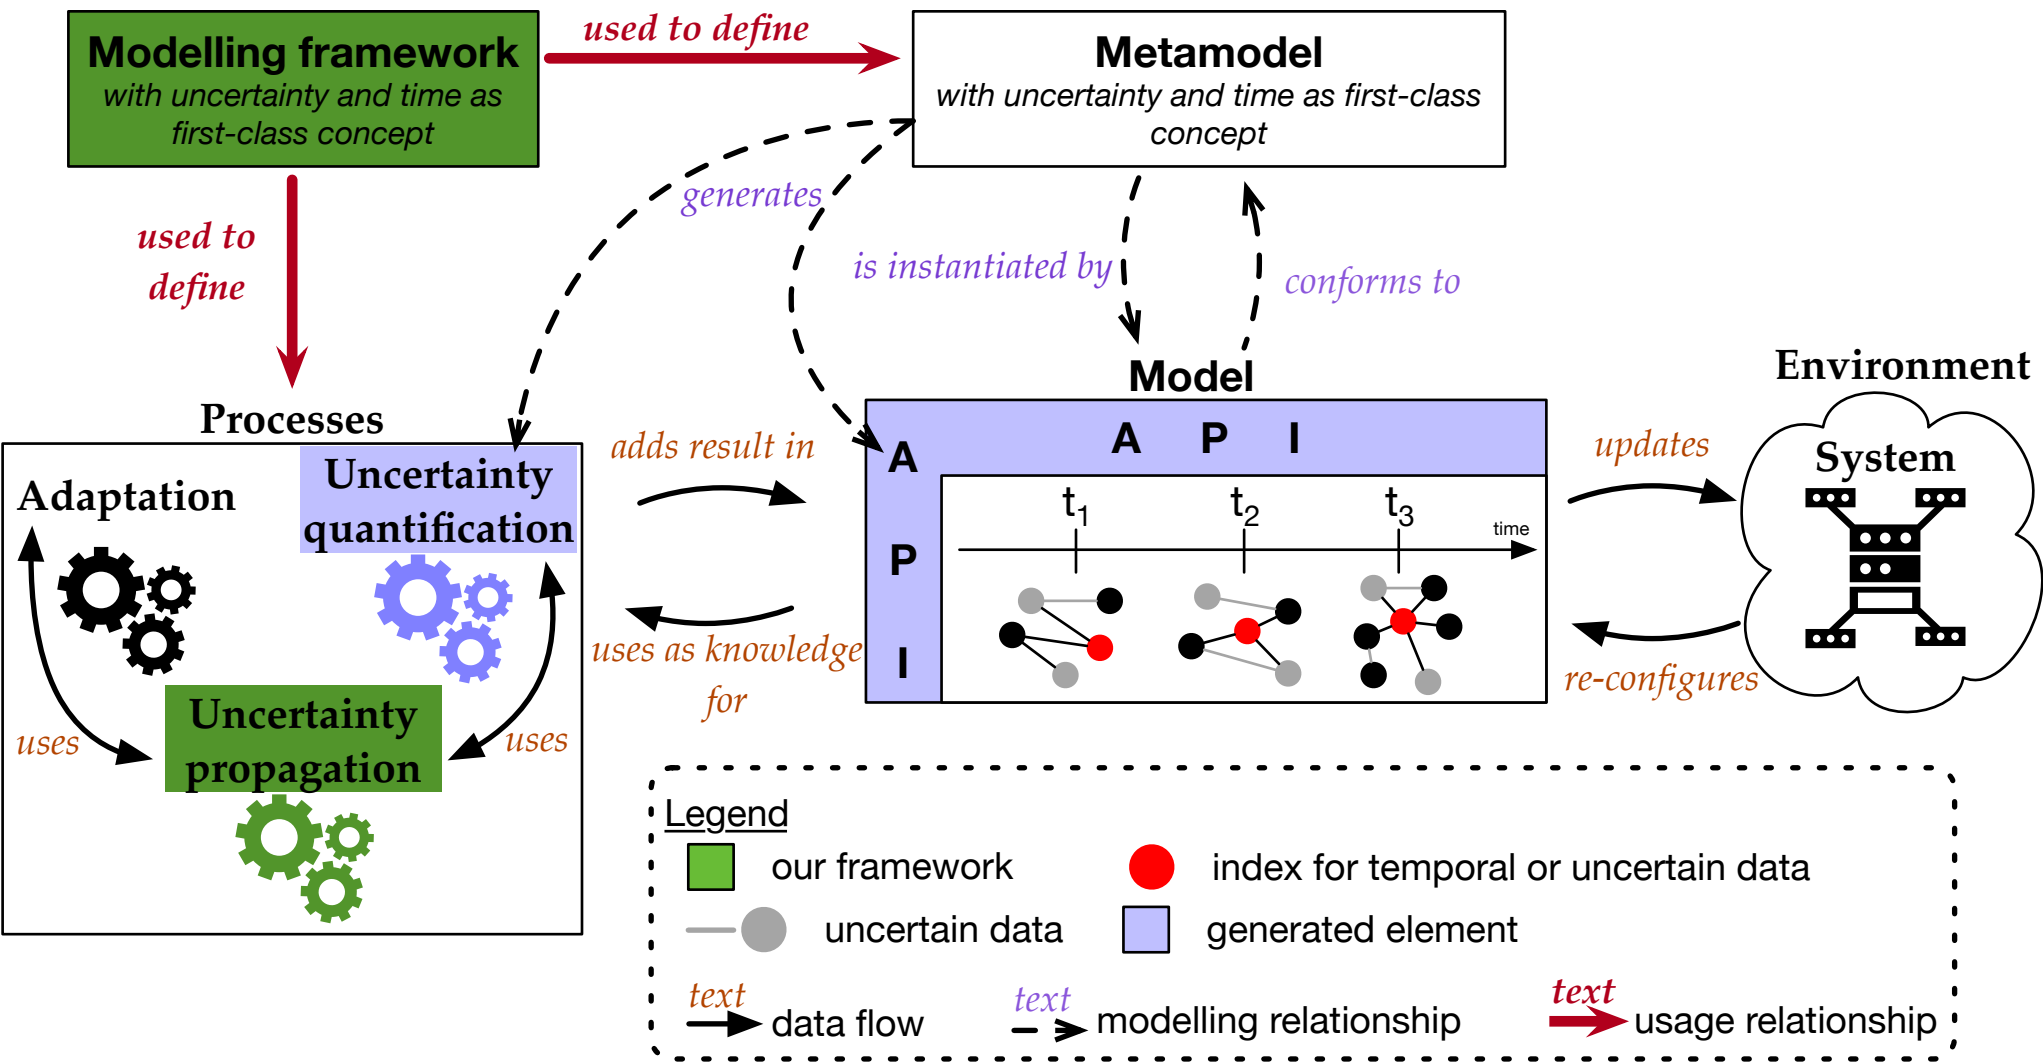 Modelling framework
with uncertainty and time as
first-class concept
used to define
Metamodel
with uncertainty and time as first-class
concept
generates
used to
define
is instantiated by
conforms to
Model
Environment
Processes
A P I
A
P
I
adds result in
updates
System
Adaptation
Uncertainty
quantification
t1
t2
t3
time
uses as knowledge
for
re-configures
Uncertainty
propagation
uses
uses
Legend
our framework
index for temporal or uncertain data
uncertain data
generated element
text
data flow
text
modelling relationship
text
usage relationship